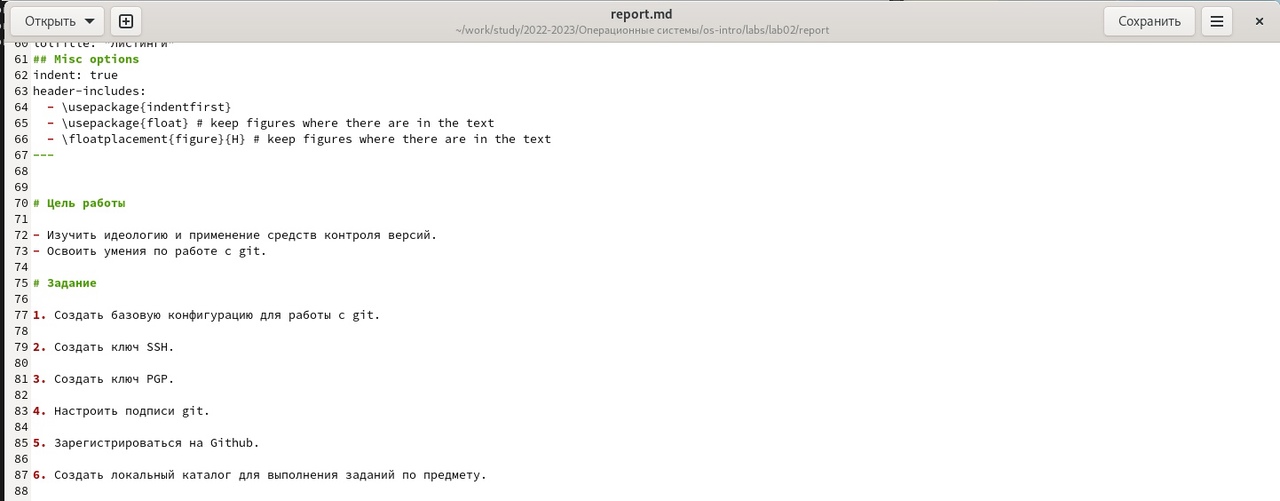 Открыть
report.md
~/work/study/2022-2023/Операционные системы/os-intro/labs/lab02/report
Сохранить
60 lotTitle: "Листинги"
61 ## Misc options
62 indent: true
63 header-includes:
64   - \usepackage{indentfirst}
65   - \usepackage{float} # keep figures where there are in the text
66   - \floatplacement{figure}{H} # keep figures where there are in the text
67 ---
68
69
70 # Цель работы
71
72 - Изучить идеологию и применение средств контроля версий.
73 - Освоить умения по работе с git.
74
75 # Задание
76
77 1. Создать базовую конфигурацию для работы с git.
78
79 2. Создать ключ SSH.
80
81 3. Создать ключ PGP.
82
83 4. Настроить подписи git.
84
85 5. Зарегистрироваться на Github.
86
87 6. Создать локальный каталог для выполнения заданий по предмету.
88